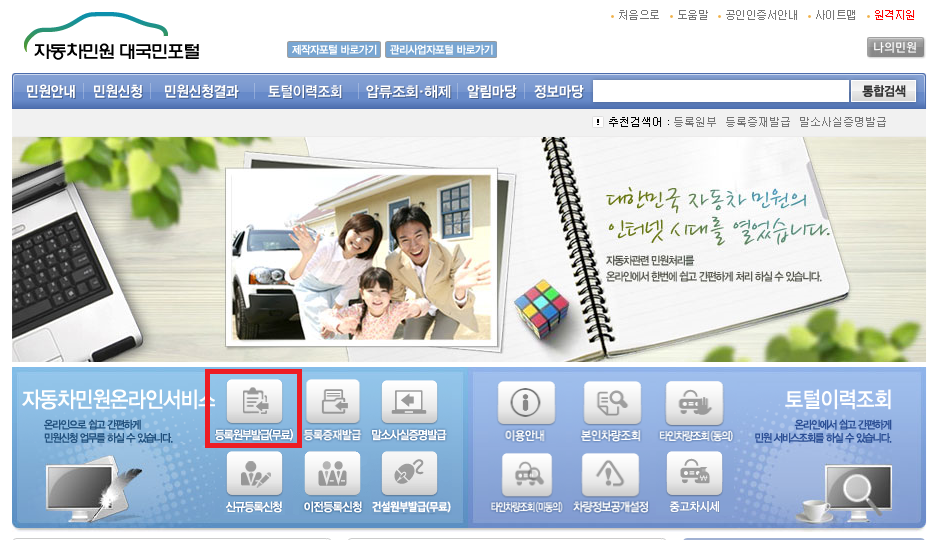 처음으로 도움말 공인인증서안내 사이트맵 원격지원
자동차민원 대국민포털
제작자포털 바로가기 관리사업자포털 바로가기
나의민원
민원안내 민원신청 민원신청결과 토털이력조회 압류조회·해제 알림마당 정보마당 통합검색
! 추천검색어 : 등록원부 등록증재발급 말소사실증명발급
대한민국 자동차 민원의
인터넷 시대를 열었습니다.
자동차관련 민원처리를
온라인에서 한번에 쉽고 간편하게 처리 하실 수 있습니다.
자동차민원온라인서비스
온라인으로 쉽고 간편하게
민원신청 업무를 하실 수 있습니다.
등록원부발급(무료) 등록증재발급 말소사실증명발급
신규등록신청 이전등록신청 건설원부발급(무료)
이용안내 본인차량조회 타인차량조회(동의)
타인차량조회(미동의) 차량정보공개설정 중고차시세
토털이력조회
온라인에서 쉽고 간편하게
민원 서비스조회를 하실 수 있습니다.